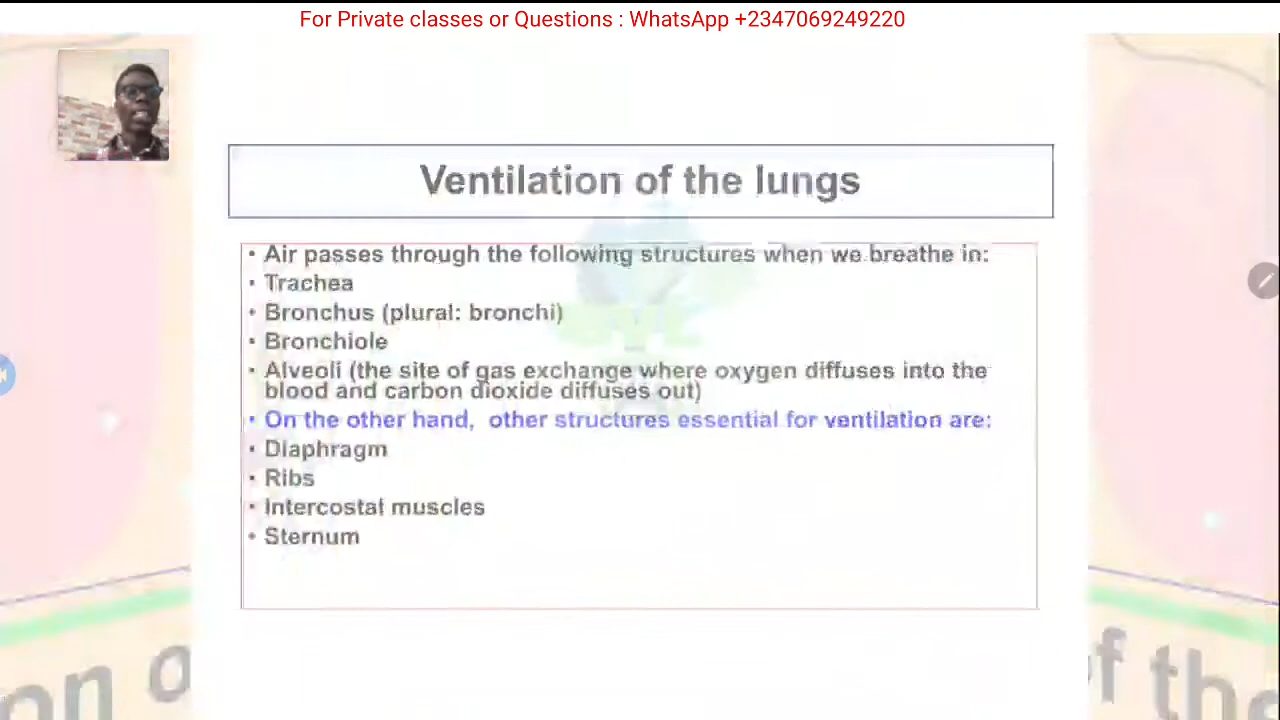 For Private classes or Questions : WhatsApp +2347069249220
Ventilation of the lungs
• Air passes through the following structures when we breathe in:
• Trachea
• Bronchus (plural: bronchi)
• Bronchiole
• Alveoli (the site of gas exchange where oxygen diffuses into the
blood and carbon dioxide diffuses out)
• On the other hand,  other structures essential for ventilation are:
• Diaphragm
• Ribs
• Intercostal muscles
• Sternum
on o
of the